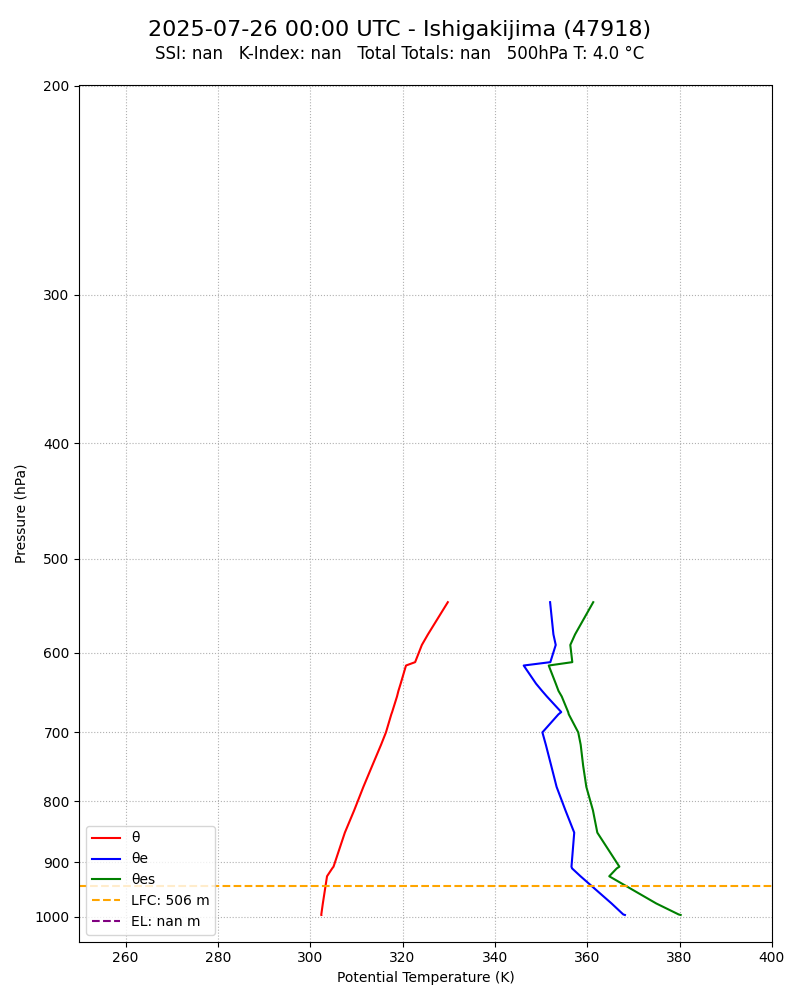 2025-07-26 00:00 UTC - Ishigakijima (47918)
SSI: nan   K-Index: nan   Total Totals: nan   500hPa T: 4.0 °C
200
300
400
500
600
700
800
900
1000
Pressure (hPa)
θ
θe
θes
LFC: 506 m
EL: nan m
260 280 300 320 340 360 380 400
Potential Temperature (K)